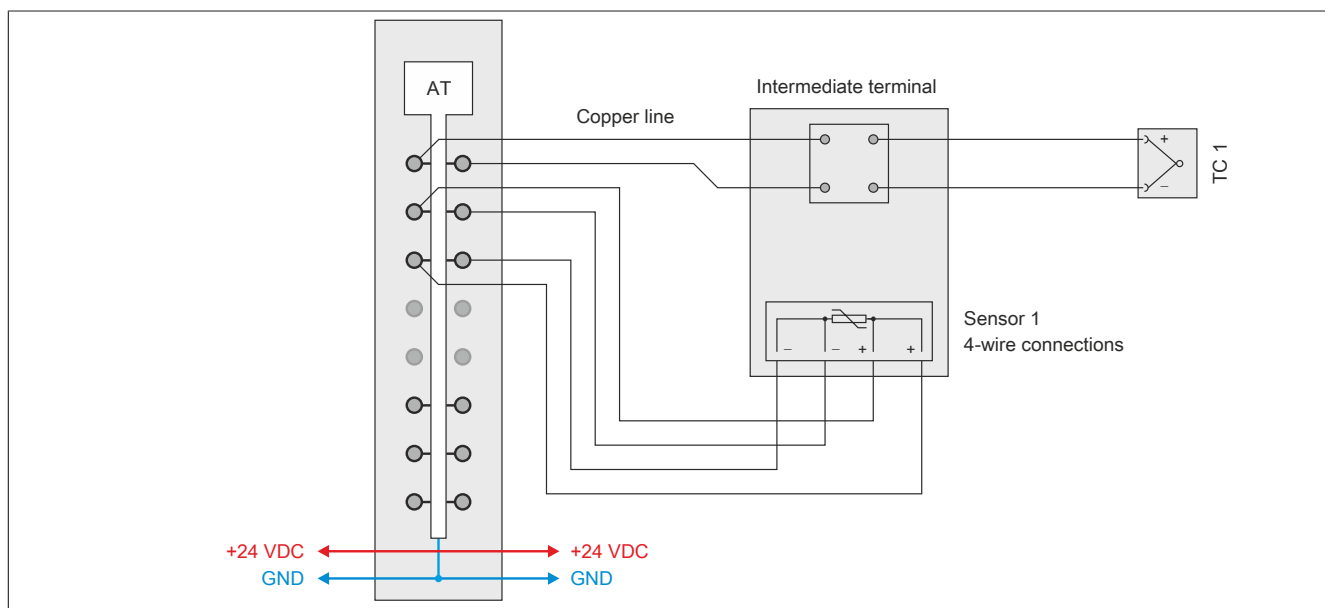 AT
Intermediate terminal
Copper line
+
−
TC 1
− − + +
Sensor 1
4-wire connections
+24 VDC +24 VDC
GND GND